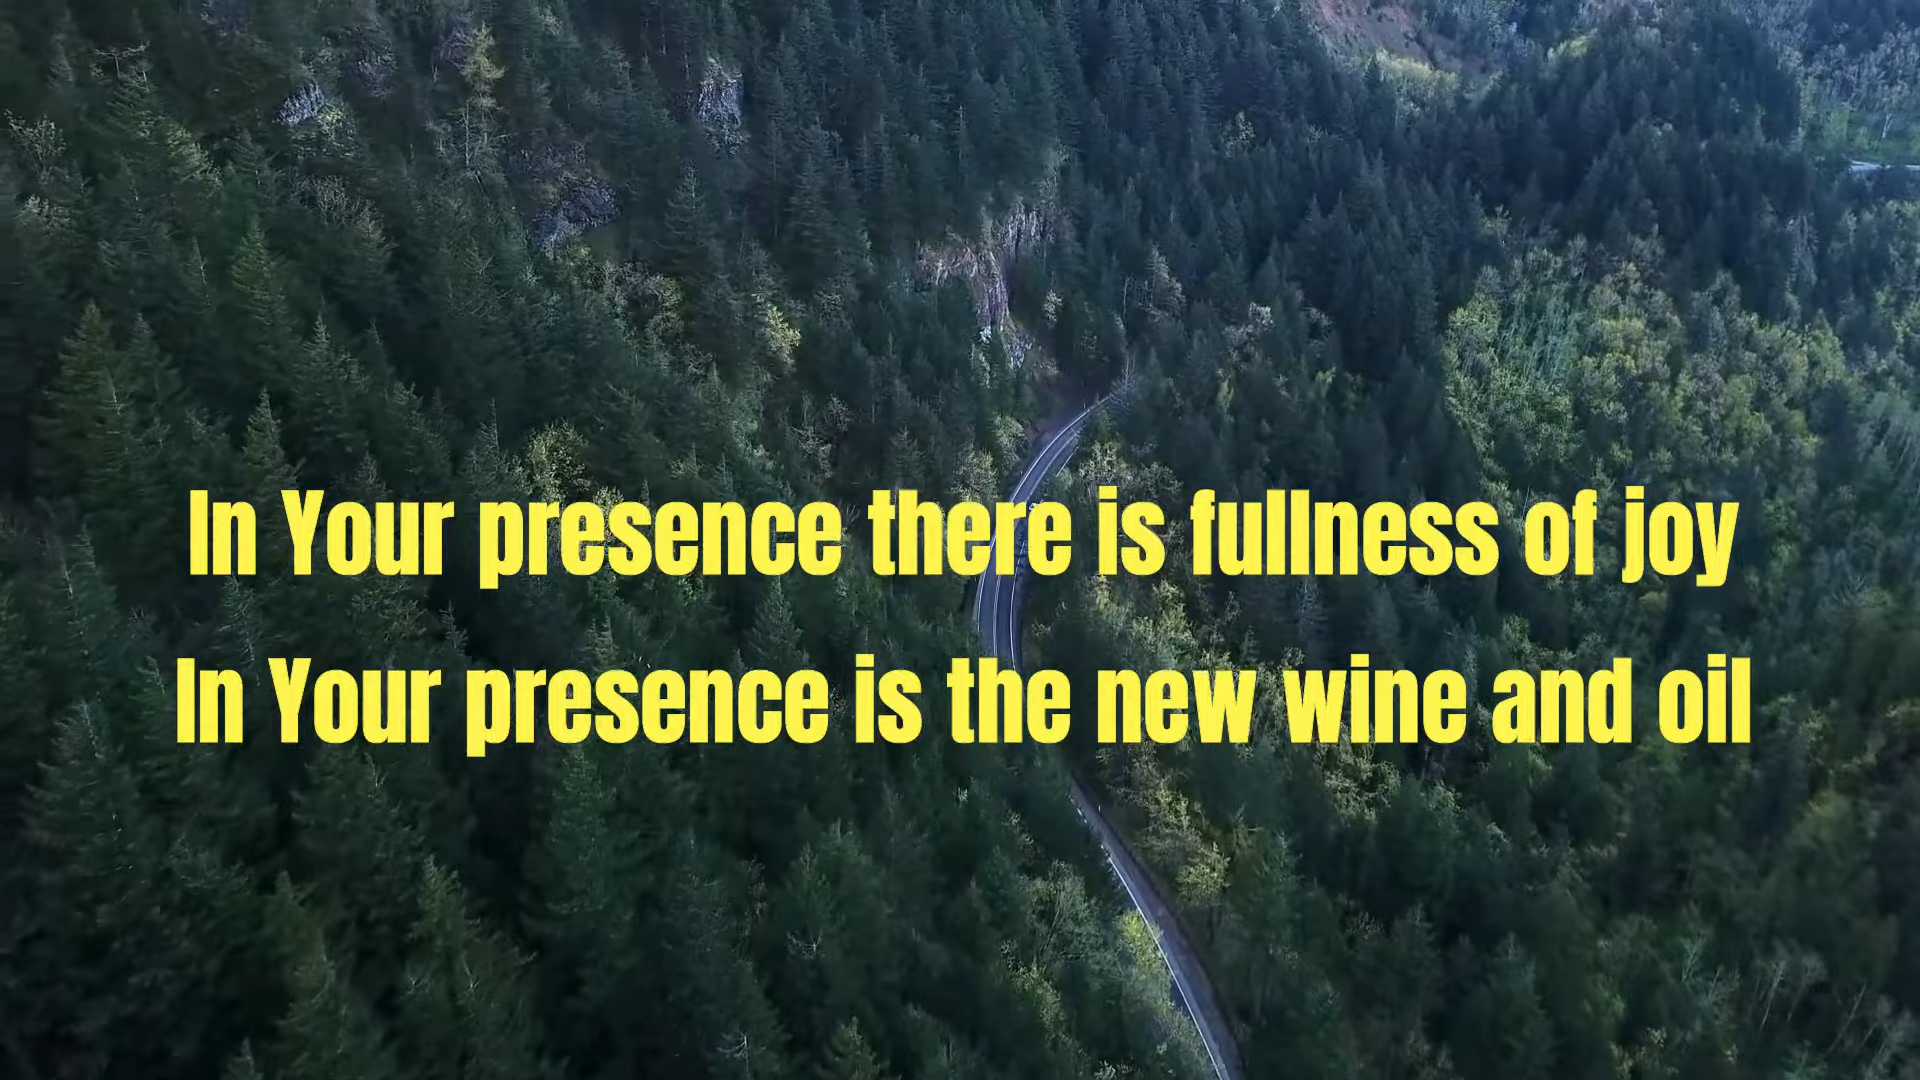 In Your presence there is fullness of joy
In Your presence is the new wine and oil